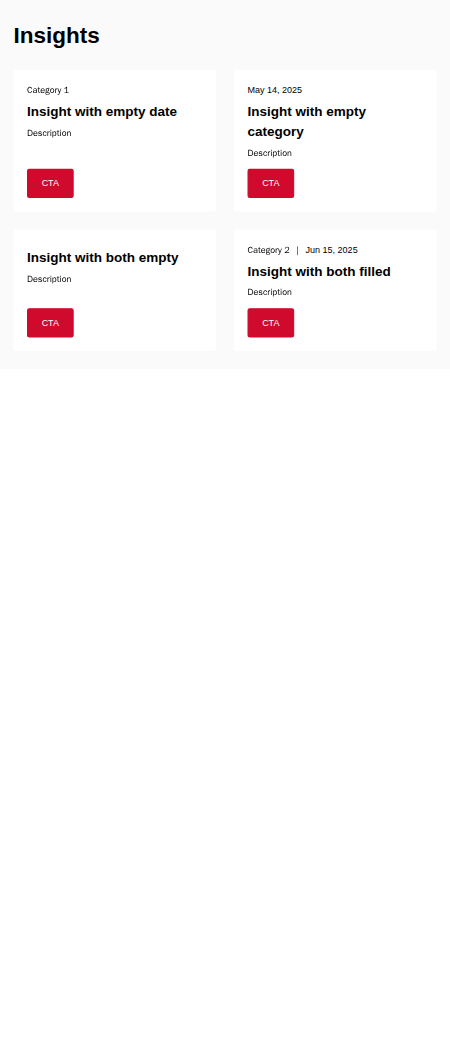 Insights
Category 1
Insight with empty date
Description
CTA
May 14, 2025
Insight with empty
category
Description
CTA
Insight with both empty
Description
CTA
Category 2 | Jun 15, 2025
Insight with both filled
Description
CTA